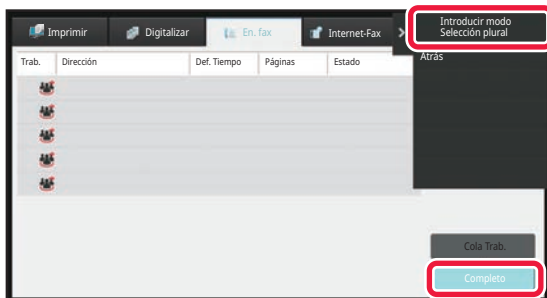 Imprimir
Digitalizar
En. fax
Internet-Fax
Introducir modo
Selección plural
Trab.
Dirección
Def. Tiempo
Páginas
Estado
Atrás
Cola Trab.
Completo